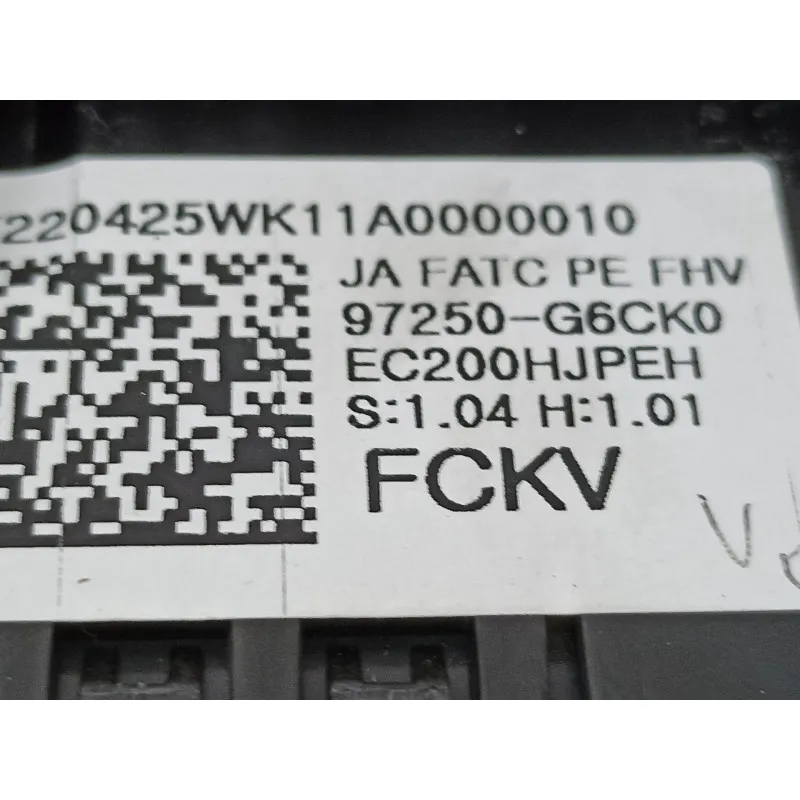 220425WK11A0000010
JA FATC PE FHV
97250-G6CK0
EC200HJPEH
S:1.04 H:1.01
FCKV